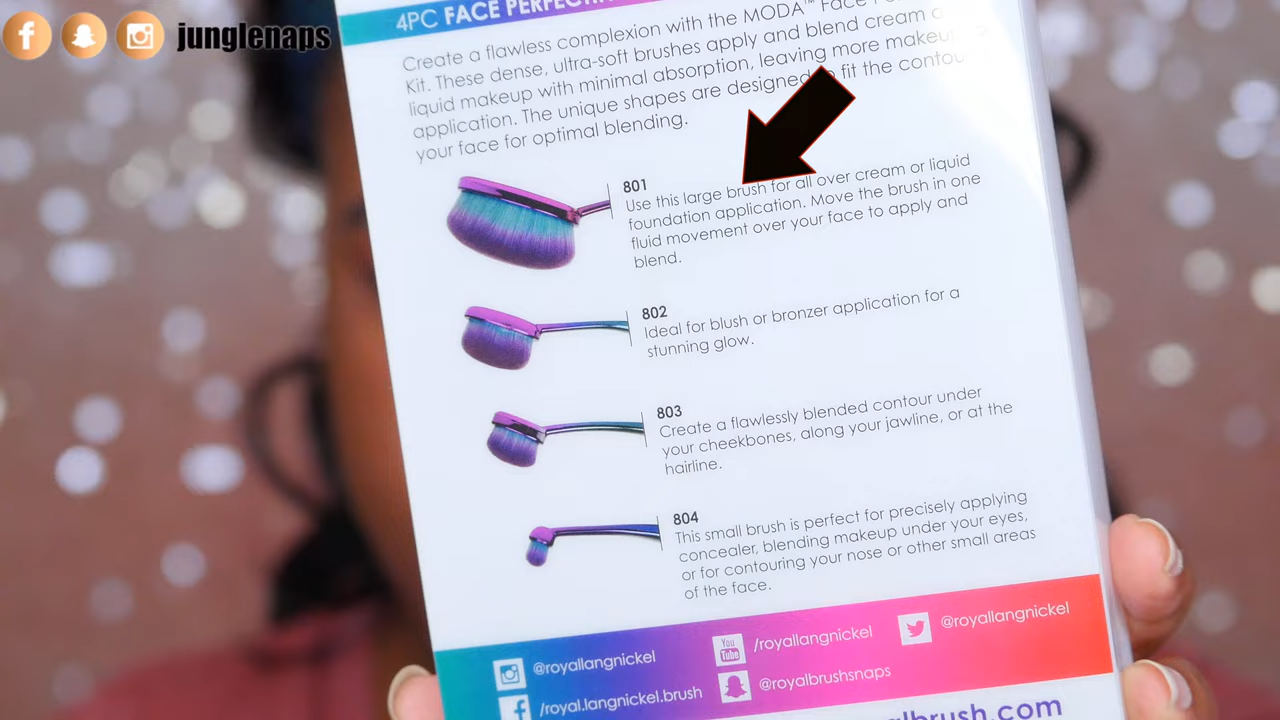 junglenaps
4PC FACE
Create a flawless complexion with the MODA™ Face
Kit. These dense, ultra-soft brushes apply and blend cream
liquid makeup with minimal absorption, leaving more makeup
application. The unique shapes are designed fit the contour
your face for optimal blending.
801
Use this large brush for all over cream or liquid
foundation application. Move the brush in one
fluid movement over your face to apply and
blend.
802
Ideal for blush or bronzer application for a
stunning glow.
803
Create a flawlessly blended contour under
your cheekbones, along your jawline, or at the
hairline.
804
This small brush is perfect for precisely applying
concealer, blending makeup under your eyes,
or for contouring your nose or other small areas
of the face.
@royallangnickel
You Tube /royallangnickel
@royallangnickel
/royal.langnickel.brush
@royalbrushsnaps
lbrush.com